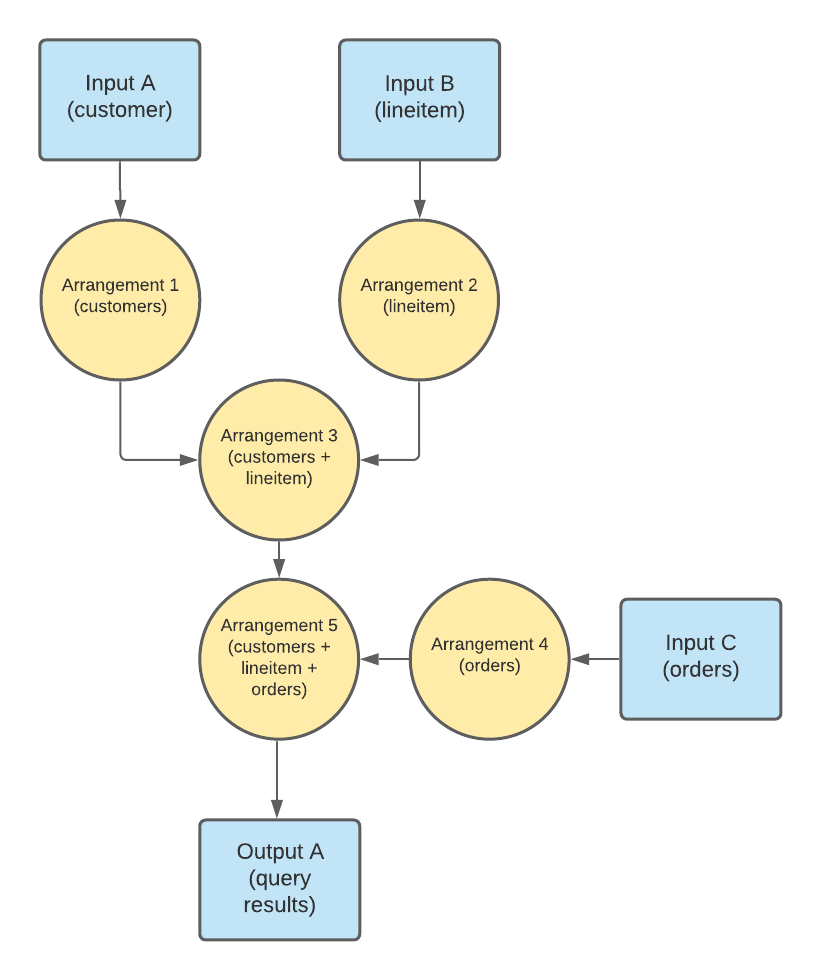 Input A
(customer)
Input B
(lineitem)
Arrangement 1
(customers)
Arrangement 2
(lineitem)
Arrangement 3
(customers +
lineitem)
Arrangement 5
(customers +
lineitem +
orders)
Arrangement 4
(orders)
Input C
(orders)
Output A
(query
results)